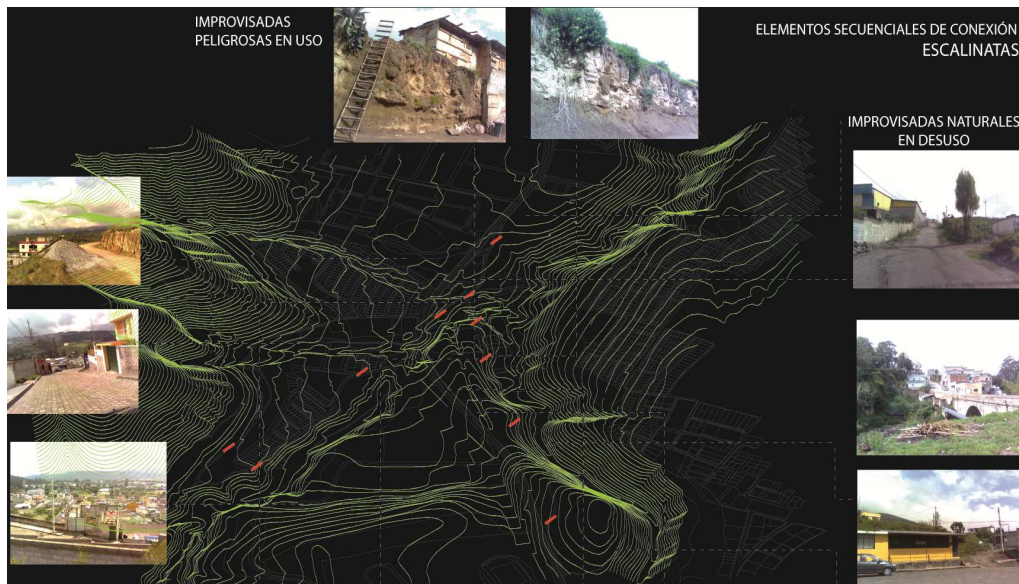 IMPROVISADAS
PELIGROSAS EN USO
ELEMENTOS SECUENCIALES DE CONEXIÓN
ESCALINATAS
IMPROVISADAS NATURALES
EN DESUSO